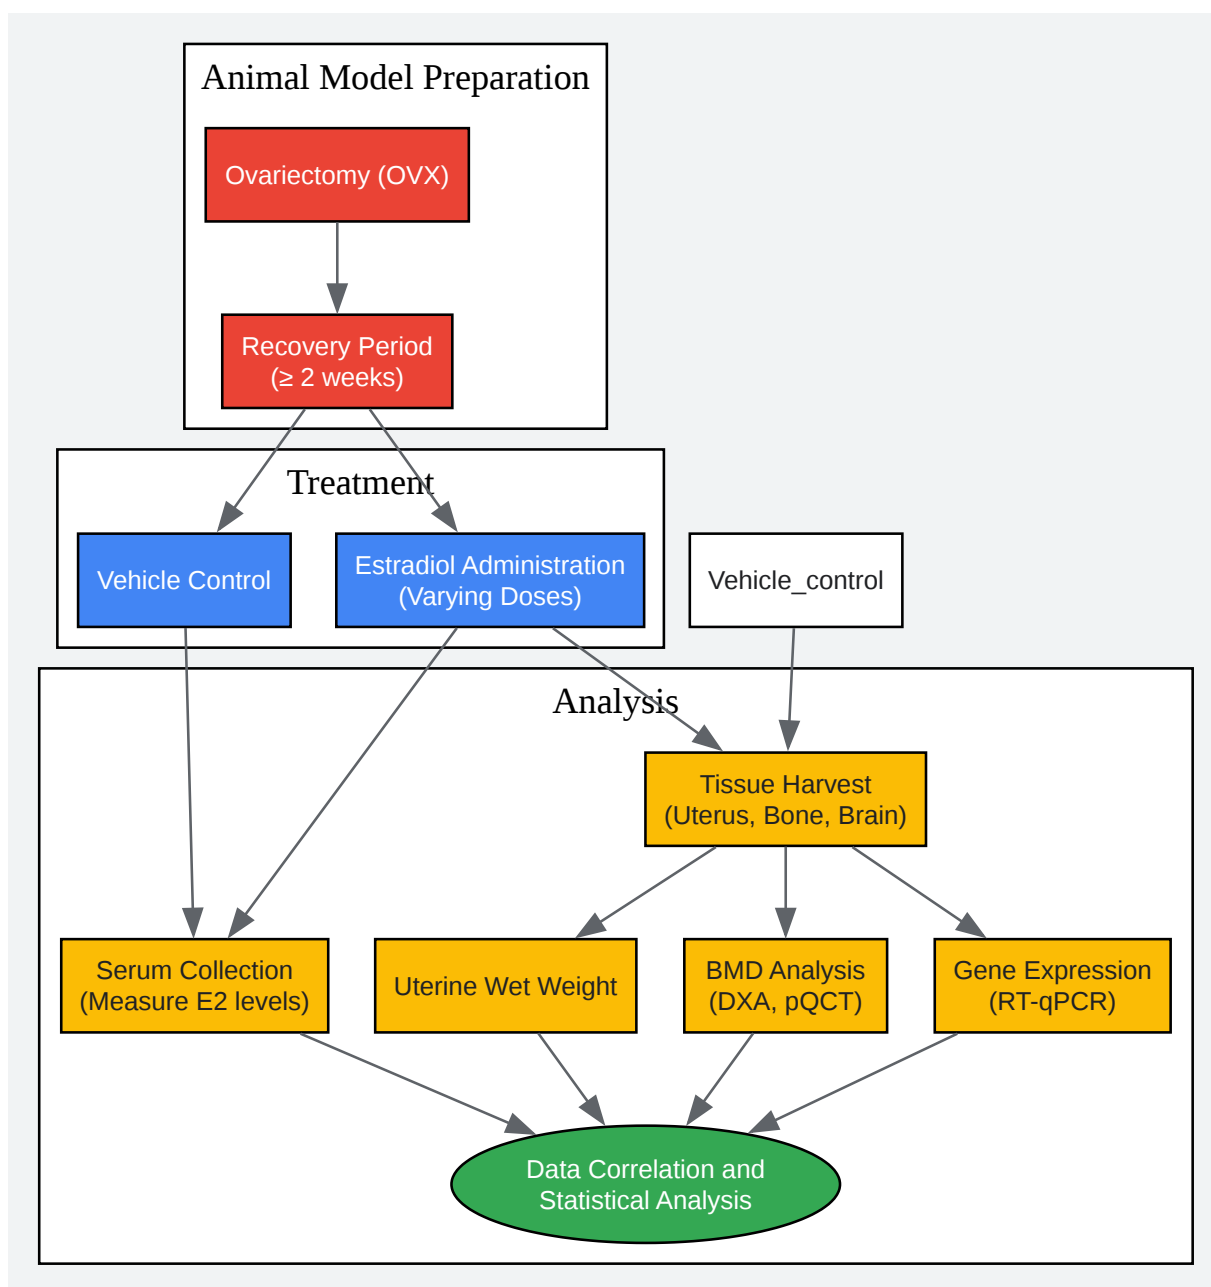 Animal Model Preparation
Ovariectomy (OVX)
Recovery Period
(≥ 2 weeks)
Treatment
Vehicle Control
Estradiol Administration
(Varying Doses)
Vehicle_control
Analysis
Tissue Harvest
(Uterus, Bone, Brain)
Serum Collection
(Measure E2 levels)
Uterine Wet Weight
BMD Analysis
(DXA, pQCT)
Gene Expression
(RT-qPCR)
Data Correlation and
Statistical Analysis